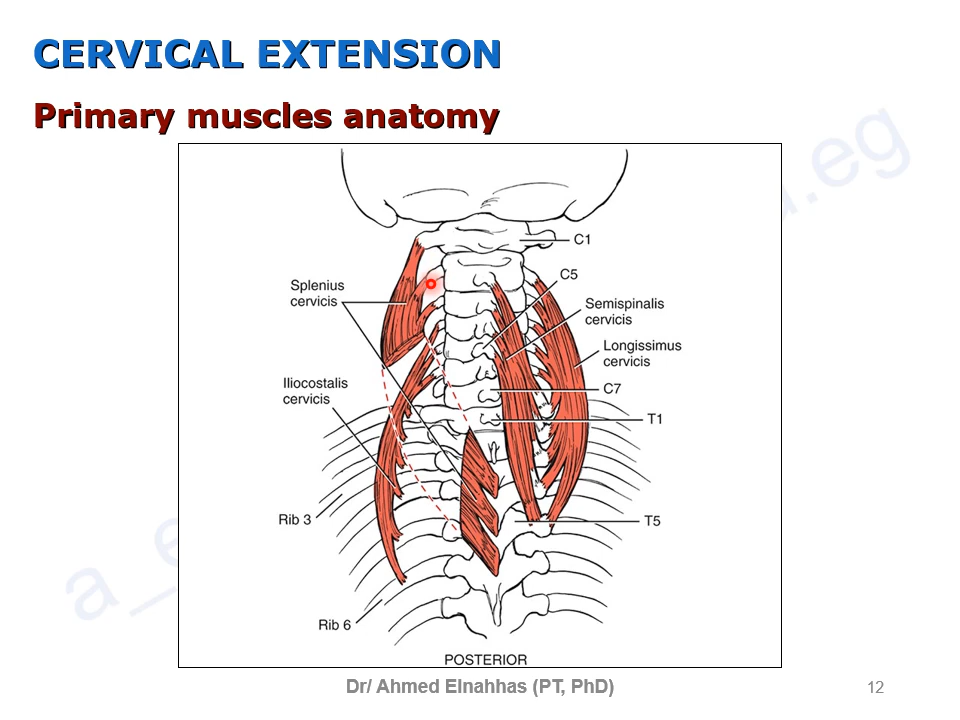 CERVICAL EXTENSION
Primary muscles anatomy
C1
C5
Splenius
cervicis
Semispinalis
cervicis
Longissimus
cervicis
Iliocostalis
cervicis
C7
T1
Rib 3
T5
Rib 6
POSTERIOR
Dr/ Ahmed Elnahhas (PT, PhD)
12